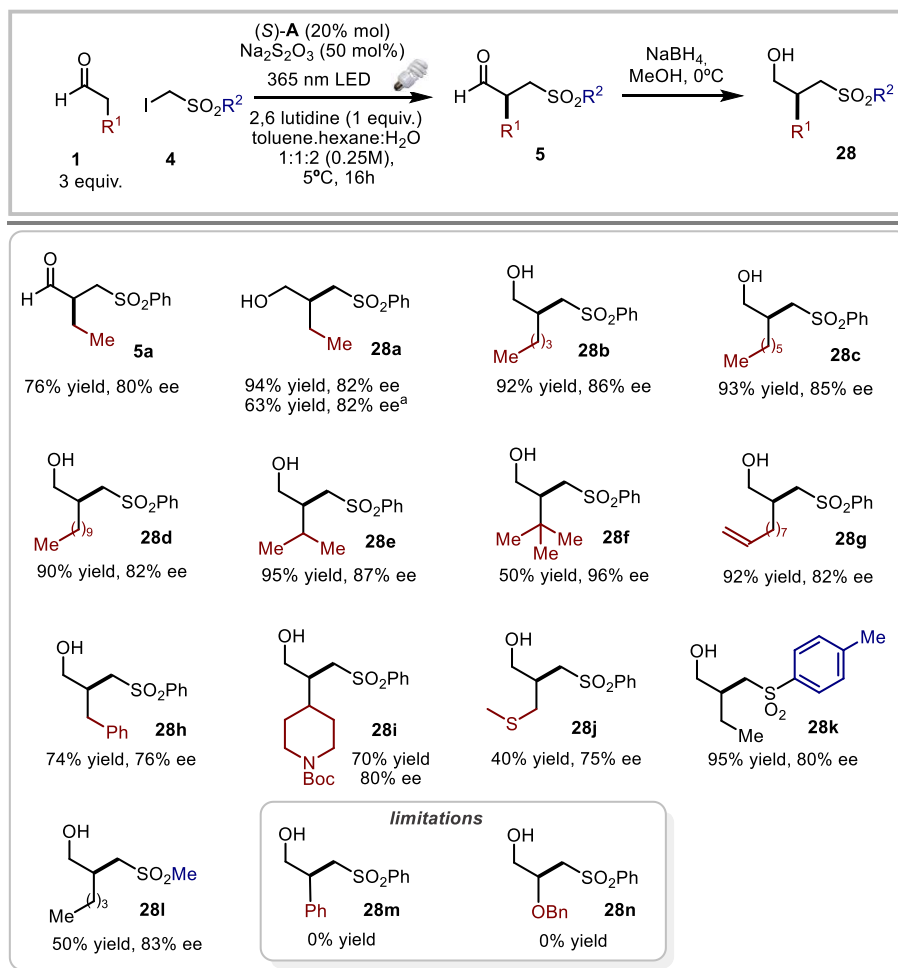 (S)-A (20% mol)
Na2S2O3 (50 mol%)
365 nm LED
2,6 lutidine (1 equiv.)
toluene.hexane:H2O
1:1:2 (0.25M),
5ºC, 16h
O
H
R1
1
3 equiv.
I
SO2R2
4
O
H
SO2R2
R1
5
NaBH4,
MeOH, 0ºC
OH
SO2R2
R1
28
O
H
SO2Ph
Me
5a
76% yield, 80% ee
HO
SO2Ph
Me
28a
94% yield, 82% ee
63% yield, 82% eea
OH
SO2Ph
( )3
Me
28b
92% yield, 86% ee
OH
SO2Ph
( )5
Me
28c
93% yield, 85% ee
OH
SO2Ph
( )9
Me
28d
90% yield, 82% ee
OH
SO2Ph
Me
Me
28e
95% yield, 87% ee
OH
SO2Ph
Me
Me
Me
28f
50% yield, 96% ee
OH
SO2Ph
( )7
28g
92% yield, 82% ee
OH
SO2Ph
Ph
28h
74% yield, 76% ee
OH
SO2Ph
N
Boc
28i
70% yield
80% ee
OH
SO2Ph
S
28j
40% yield, 75% ee
OH
Me
S
O2
Me
28k
95% yield, 80% ee
OH
SO2Me
( )3
Me
28l
50% yield, 83% ee
limitations
OH
SO2Ph
Ph
28m
0% yield
OH
SO2Ph
OBn
28n
0% yield